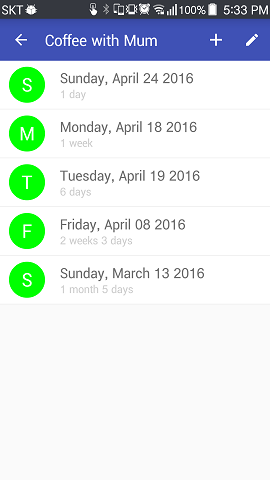 SKT 100% 5:33 PM
Coffee with Mum
S Sunday, April 24 2016
1 day
M Monday, April 18 2016
1 week
T Tuesday, April 19 2016
6 days
F Friday, April 08 2016
2 weeks 3 days
S Sunday, March 13 2016
1 month 5 days